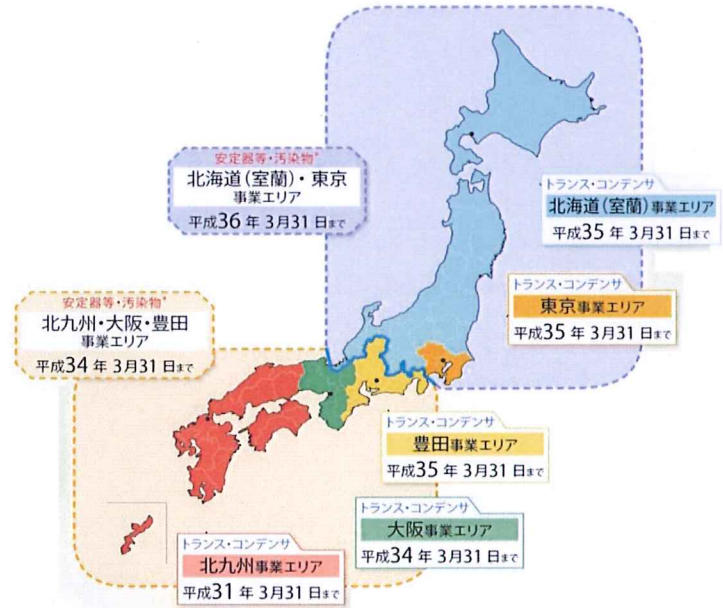 安定器等・汚染物*
北海道(室蘭)・東京
事業エリア
平成36年 3月31日まで
トランス・コンデンサ
北海道(室蘭)事業エリア
平成35年 3月31日まで
トランス・コンデンサ
東京事業エリア
平成35年 3月31日まで
安定器等・汚染物*
北九州・大阪・豊田
事業エリア
平成34年 3月31日まで
トランス・コンデンサ
豊田事業エリア
平成35年 3月31日まで
トランス・コンデンサ
大阪事業エリア
平成34年 3月31日まで
トランス・コンデンサ
北九州事業エリア
平成31年 3月31日まで